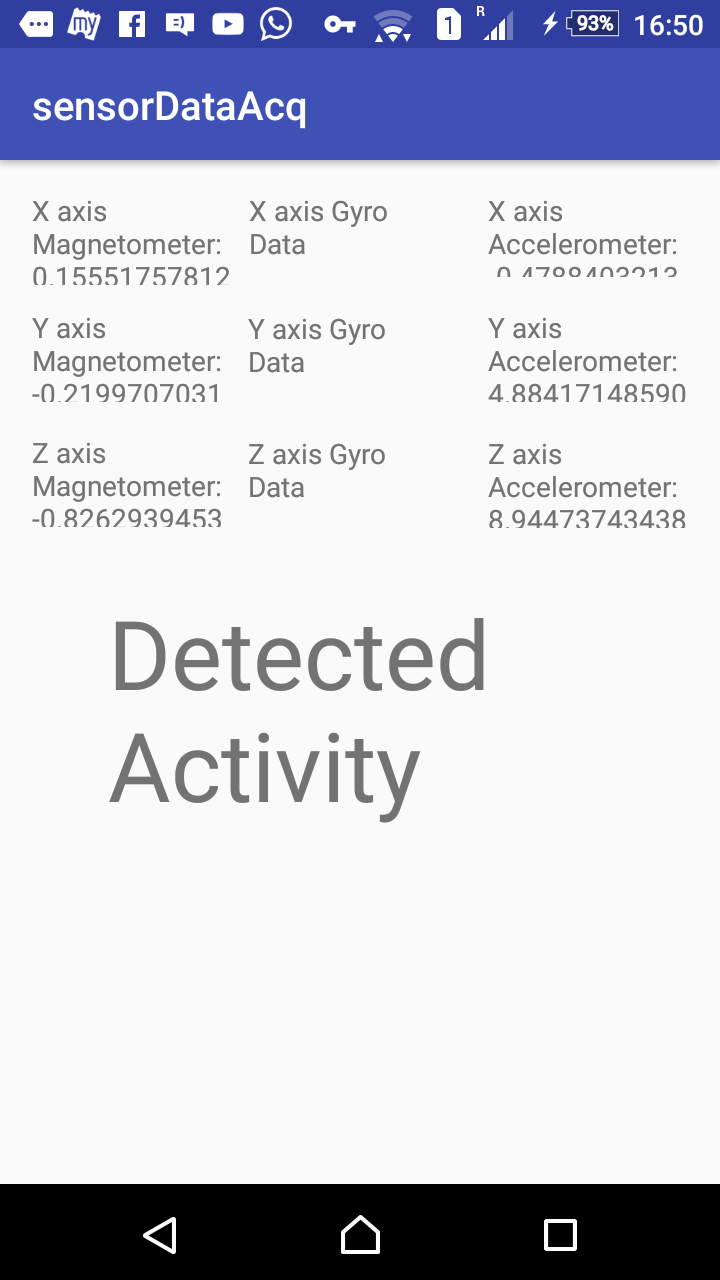 my
1
R
93%
16:50
sensorDataAcq
X axis
Magnetometer:
0.15551757812
X axis Gyro
Data
X axis
Accelerometer:
-0.4788403213
Y axis
Magnetometer:
-0.2199707031
Y axis Gyro
Data
Y axis
Accelerometer:
4.88417148590
Z axis
Magnetometer:
-0.8262939453
Z axis Gyro
Data
Z axis
Accelerometer:
8.94473743438
Detected
Activity